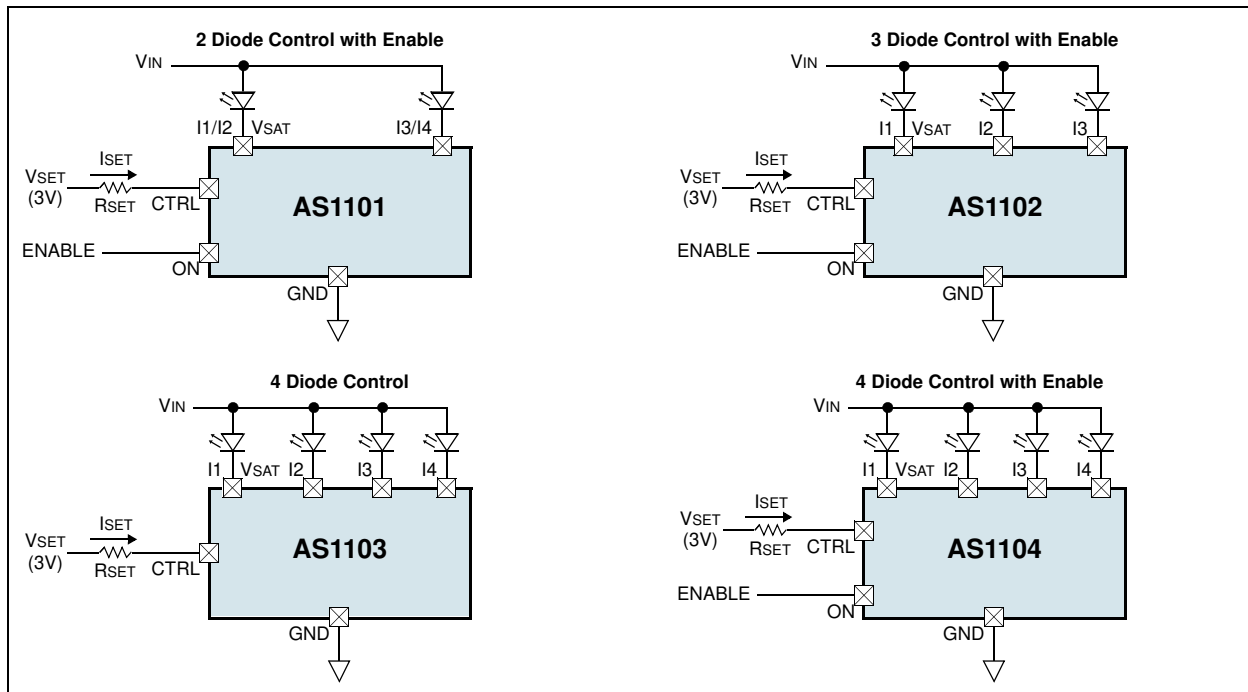 2 Diode Control with Enable
VIN
I1/I2 VSAT I3/I4
ISET
VSET
(3V)
RSET CTRL
AS1101
ENABLE
ON
GND
3 Diode Control with Enable
VIN
I1 VSAT I2 I3
ISET
VSET
(3V)
RSET CTRL
AS1102
ENABLE
ON
GND
4 Diode Control
VIN
I1 VSAT I2 I3 I4
ISET
VSET
(3V)
RSET CTRL
AS1103
GND
4 Diode Control with Enable
VIN
I1 VSAT I2 I3 I4
ISET
VSET
(3V)
RSET CTRL
AS1104
ENABLE
ON
GND